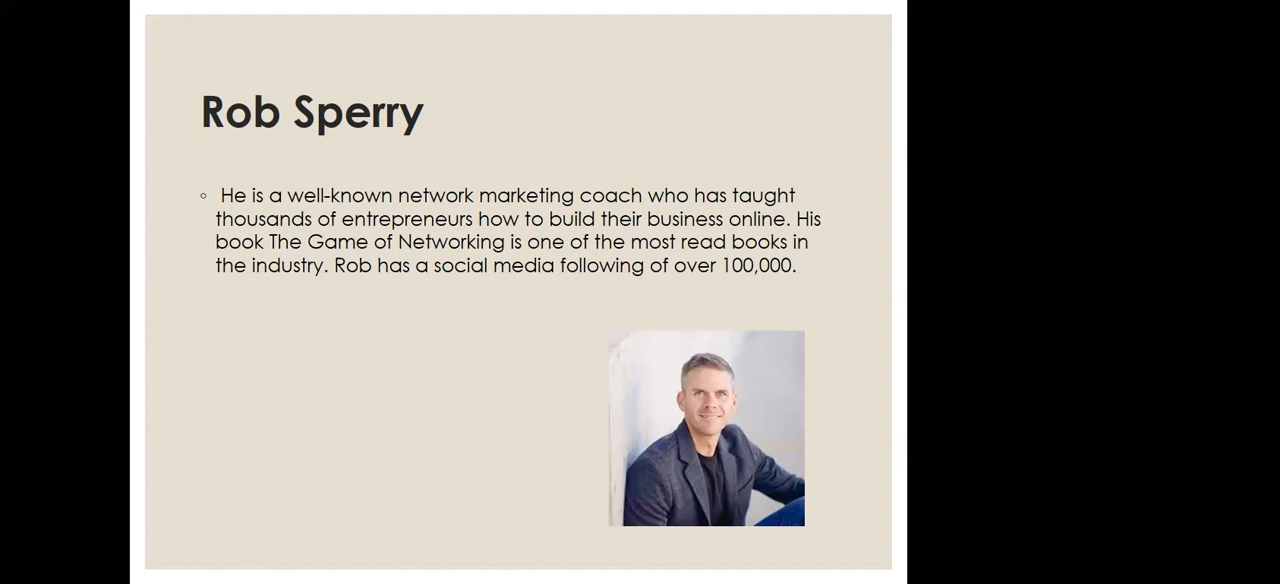 Rob Sperry
◦ He is a well-known network marketing coach who has taught
thousands of entrepreneurs how to build their business online. His
book The Game of Networking is one of the most read books in
the industry. Rob has a social media following of over 100,000.